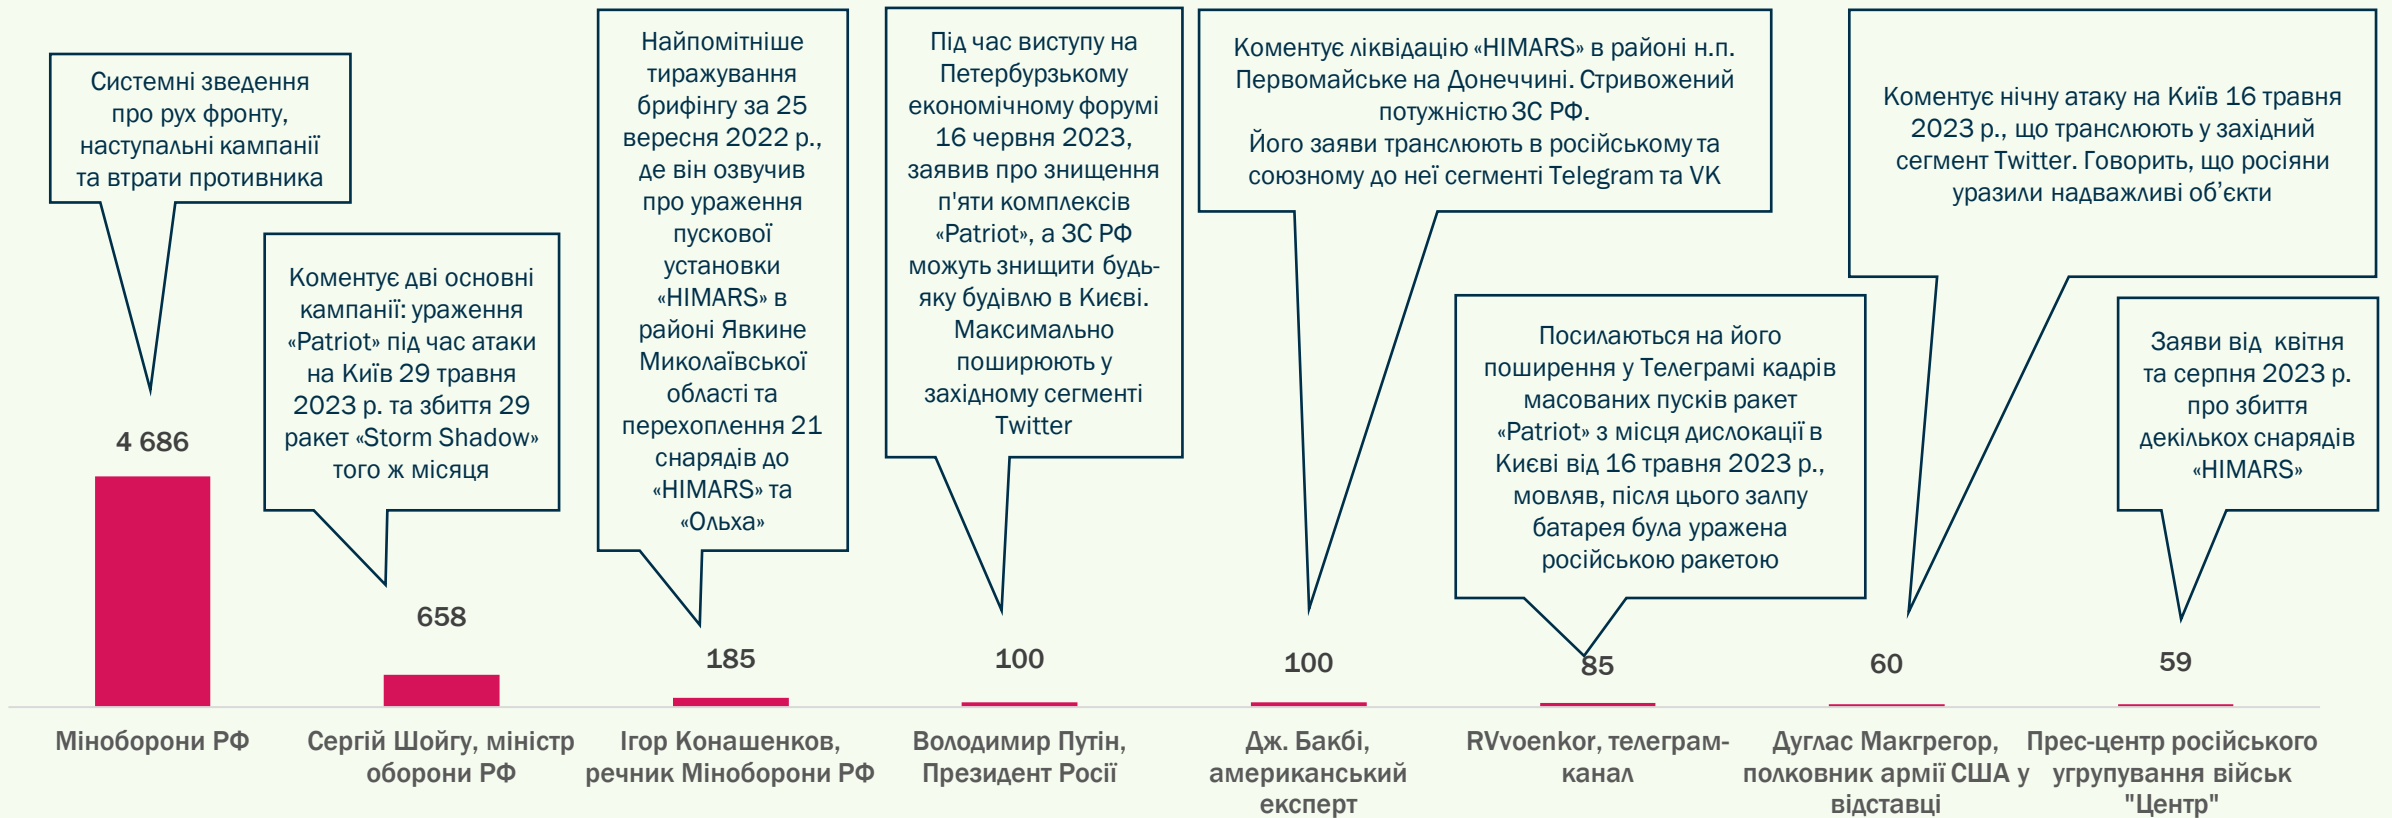 Системні зведення
про рух фронту,
наступальні кампанії
та втрати противника
4 686
Міноборони РФ
Коментує дві основні
кампанії: ураження
«Patriot» під час атаки
на Київ 29 травня
2023 р. та збиття 29
ракет «Storm Shadow»
того ж місяця
658
Сергій Шойгу, міністр
оборони РФ
Найпомітніше
тиражування
брифінгу за 25
вересня 2022 р.,
де він озвучив
про ураження
пускової
установки
«HIMARS» в
районі Явкине
Миколаївської
області та
перехоплення 21
снарядів до
«HIMARS» та
«Ольха»
185
Ігор Конашенков,
речник Міноборони РФ
Під час виступу на
Петербурзькому
економічному форумі
16 червня 2023,
заявив про знищення
п'яти комплексів
«Patriot», а ЗС РФ
можуть знищити будь-
яку будівлю в Києві.
Максимально
поширюють у
західному сегменті
Twitter
100
Володимир Путін,
Президент Росії
Коментує ліквідацію «HIMARS» в районі н.п.
Первомайське на Донеччині. Стривожений
потужністю ЗС РФ.
Його заяви транслюють в російському та
союзному до неї сегменті Telegram та VK
100
Дж. Бакбі,
американський
експерт
Посилаються на його
поширення у Телеграмі кадрів
масованих пусків ракет
«Patriot» з місця дислокації в
Києві від 16 травня 2023 р.,
мовляв, після цього залпу
батарея була уражена
російською ракетою
85
RVvoenkor, телеграм-
канал
Коментує нічну атаку на Київ 16 травня
2023 р., що транслюють у західний
сегмент Twitter. Говорить, що росіяни
уразили надважливі об’єкти
60
Дуглас Макгрегор,
полковник армії США у
відставці
Заяви від квітня
та серпня 2023 р.
про збиття
декількох снарядів
«HIMARS»
59
Прес-центр російського
угрупування військ
"Центр"